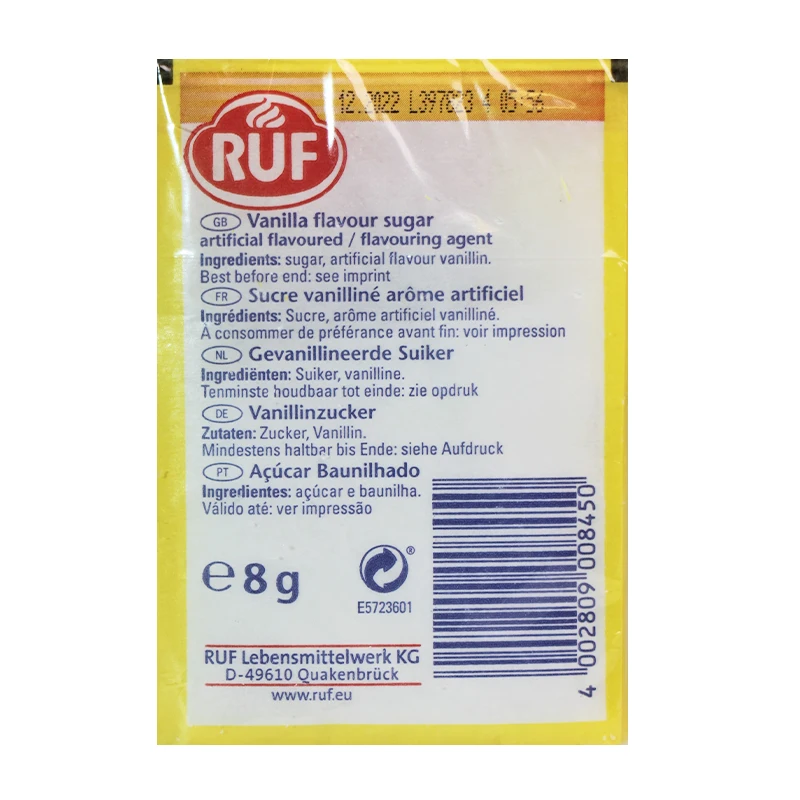 12.2022 05:56
RUF
GB Vanilla flavour sugar
artificial flavoured / flavouring agent
Ingredients: sugar, artificial flavour vanillin.
Best before end: see imprint
FR Sucre vanilliné arôme artificiel
Ingrédients: Sucre, arôme artificiel vanilliné.
À consommer de préférance avant fin: voir impression
NL Gevanillineerde Suiker
Ingrediënten: Suiker, vanilline.
Tenminste houdbaar tot einde: zie opdruk
DE Vanillinzucker
Zutaten: Zucker, Vanillin.
Mindestens haltbar bis Ende: siehe Aufdruck
PT Açúcar Baunilhado
Ingredientes: açúcar e baunilha.
Válido até: ver impressão
℮ 8 g
®
E5723601
4 002809 008450
RUF Lebensmittelwerk KG
D-49610 Quakenbrück
www.ruf.eu